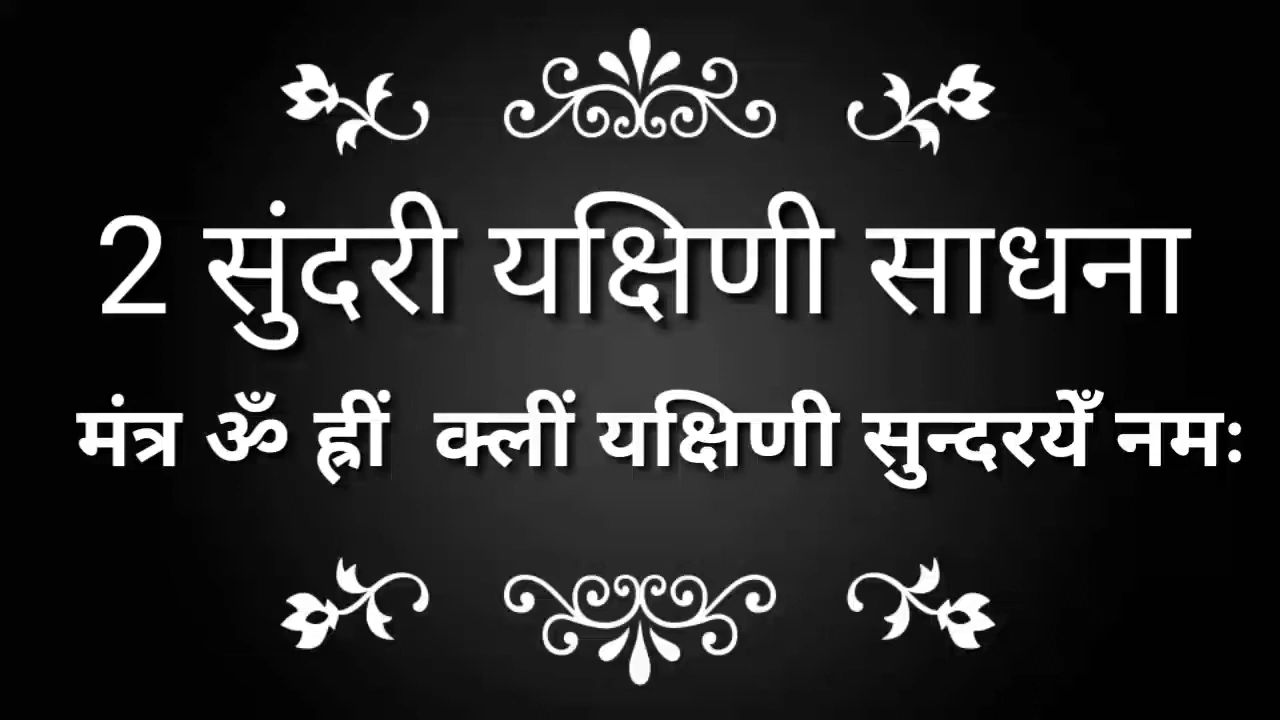 2 सुंदरी यक्षिणी साधना
मंत्र ॐ ह्रीं क्लीं यक्षिणी सुन्दरयेँ नमः